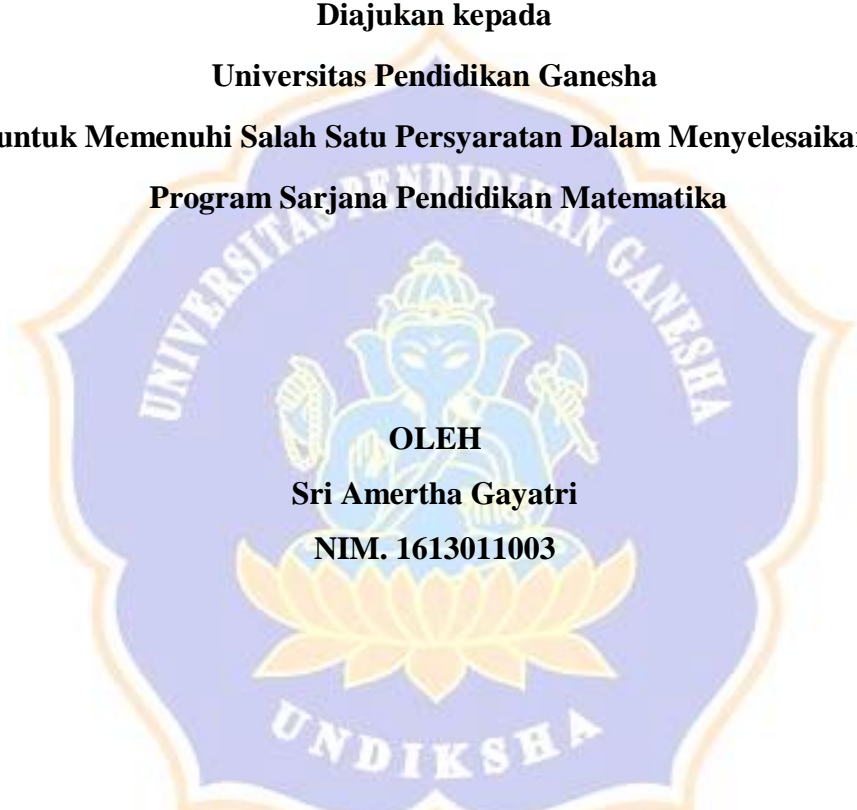 Diajukan kepada
Universitas Pendidikan Ganesha
untuk Memenuhi Salah Satu Persyaratan Dalam Menyelesaikan
Program Sarjana Pendidikan Matematika
UNIVERSITAS PENDIDIKAN GANESHA
OLEH
Sri Amertha Gayatri
NIM. 1613011003
UNDIKSHA